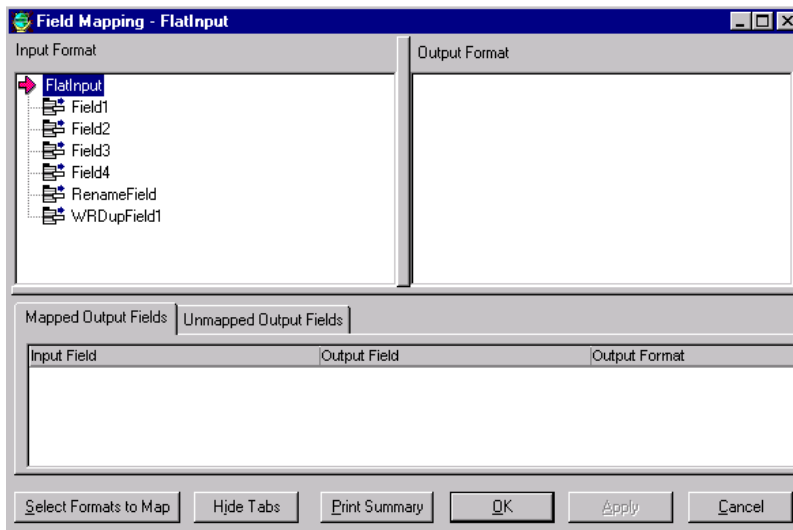 Field Mapping - FlatInput
Input Format
Output Format
FlatInput
Field1
Field2
Field3
Field4
RenameField
WRDupField1
Mapped Output Fields
Unmapped Output Fields
Input Field
Output Field
Output Format
Select Formats to Map
Hide Tabs
Print Summary
OK
Apply
Cancel